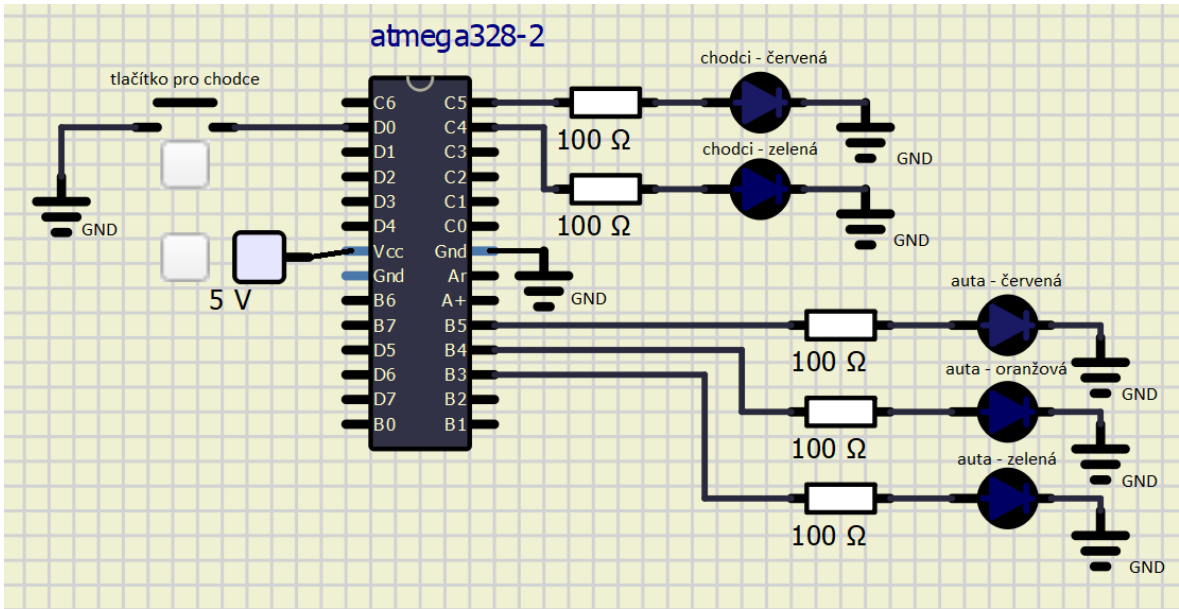 atmega328-2
tlačítko pro chodce
GND
5 V
C6
D0
D1
D2
D3
D4
Vcc
Gnd
B6
B7
D5
D6
D7
B0
C5
C4
C3
C2
C1
C0
Gnd
Ar
A+
B5
B4
B3
B2
B1
GND
chodci - červená
100 Ω
GND
chodci - zelená
100 Ω
GND
auta - červená
100 Ω
GND
auta - oranžová
100 Ω
GND
auta - zelená
100 Ω
GND